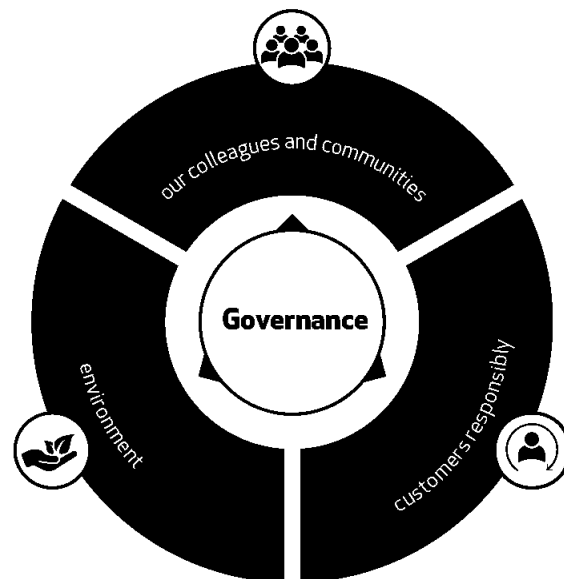 our colleagues and communities
Governance
environment
customers responsibly